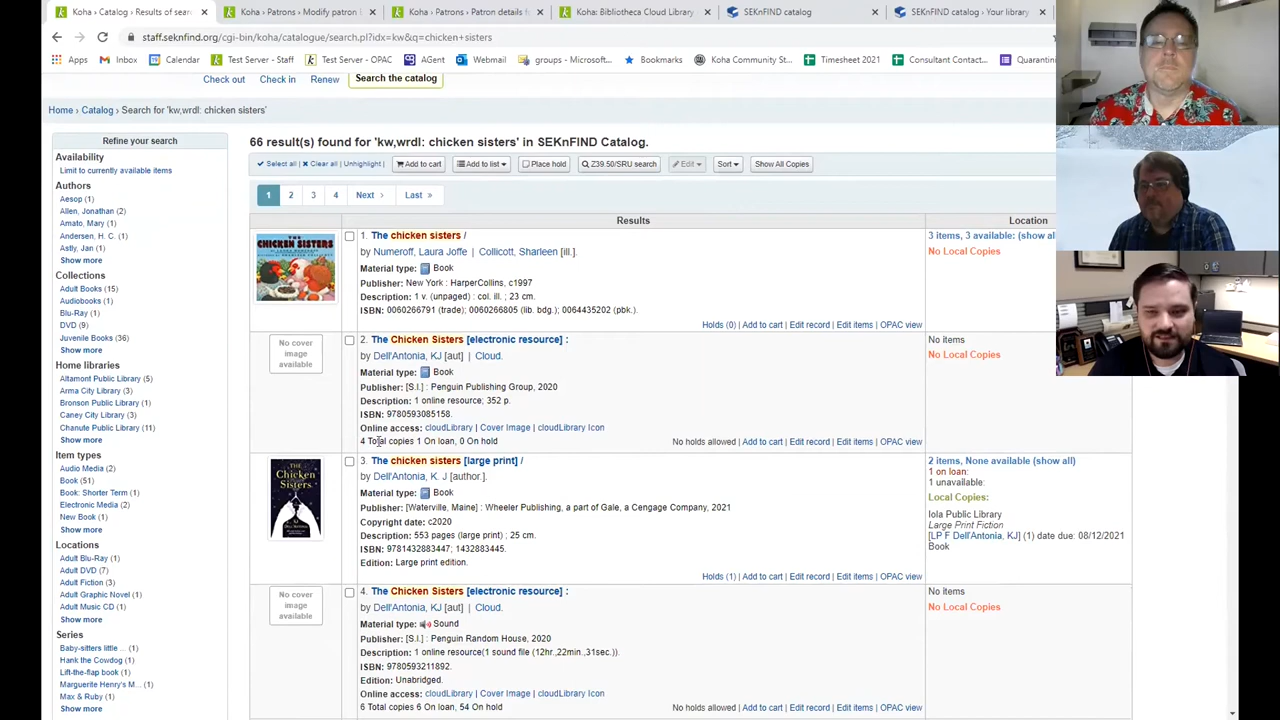 Koha › Catalog › Results of sear
Koha › Patrons › Modify patron l
Koha › Patrons › Patron details f
Koha: Bibliotheca Cloud Library
SEKnFIND catalog
SEKnFIND catalog › Your library
staff.seknfind.org/cgi-bin/koha/catalogue/search.pl?idx=kw&q=chicken+sisters
Apps Inbox Calendar Test Server - Staff Test Server - OPAC AGent Webmail groups - Microsoft... Bookmarks Koha Community St... Timesheet 2021 Consultant Contact... Quarantin
Check out Check in Renew Search the catalog
Home › Catalog › Search for 'kw,wrdl: chicken sisters'
Refine your search
Availability
Limit to currently available items
Authors
Aesop (1)
Allen, Jonathan (2)
Amato, Mary (1)
Andersen, H. C. (1)
Astly, Jan (1)
Show more
Collections
Adult Books (15)
Audiobooks (1)
Blu-Ray (1)
DVD (9)
Juvenile Books (36)
Show more
Home libraries
Altamont Public Library (5)
Arma City Library (3)
Bronson Public Library (1)
Caney City Library (3)
Chanute Public Library (11)
Show more
Item types
Audio Media (2)
Book (51)
Book: Shorter Term (1)
Electronic Media (2)
New Book (1)
Show more
Locations
Adult Blu-Ray (1)
Adult DVD (7)
Adult Fiction (3)
Adult Graphic Novel (1)
Adult Music CD (1)
Show more
Series
Baby-sitters little ... (1)
Hank the Cowdog (1)
Lift-the-flap book (1)
Marguerite Henry's M... (1)
Max & Ruby (1)
Show more
66 result(s) found for 'kw,wrdl: chicken sisters' in SEKnFIND Catalog.
Select all | Clear all | Unhighlight | Add to cart Add to list Place hold Z39.50/SRU search Edit Sort Show All Copies
1 2 3 4 Next Last
Results Location
THE CHICKEN SISTERS
1. The chicken sisters /
by Numeroff, Laura Joffe | Collicott, Sharleen [ill.].
Material type: Book
Publisher: New York : HarperCollins, c1997
Description: 1 v. (unpaged) : col. ill. ; 23 cm.
ISBN: 0060266791 (trade); 0060266805 (lib. bdg.); 0064435202 (pbk.).
Holds (0) | Add to cart | Edit record | Edit items | OPAC view
3 items, 3 available: (show al
No Local Copies
No cover image available
2. The Chicken Sisters [electronic resource] :
by Dell'Antonia, KJ [aut] | Cloud.
Material type: Book
Publisher: [S.l.] : Penguin Publishing Group, 2020
Description: 1 online resource; 352 p.
ISBN: 9780593085158.
Online access: cloudLibrary | Cover Image | cloudLibrary Icon
4 Total copies 1 On loan, 0 On hold
No holds allowed | Add to cart | Edit record | Edit items | OPAC view
No items
No Local Copies
THE Chicken SISTERS
3. The chicken sisters [large print] /
by Dell'Antonia, K. J [author.].
Material type: Book
Publisher: [Waterville, Maine] : Wheeler Publishing, a part of Gale, a Cengage Company, 2021
Copyright date: c2020
Description: 553 pages (large print) ; 25 cm.
ISBN: 9781432883447; 1432883445.
Edition: Large print edition.
Holds (1) | Add to cart | Edit record | Edit items | OPAC view
2 items, None available (show all)
1 on loan:
1 unavailable:
Local Copies:
Iola Public Library
Large Print Fiction
[LP F Dell'Antonia, KJ] (1) date due: 08/12/2021
Book
No cover image available
4. The Chicken Sisters [electronic resource] :
by Dell'Antonia, KJ [aut] | Cloud.
Material type: Sound
Publisher: [S.l.] : Penguin Random House, 2020
Description: 1 online resource(1 sound file (12hr.,22min.,31sec.)).
ISBN: 9780593211892.
Edition: Unabridged.
Online access: cloudLibrary | Cover Image | cloudLibrary Icon
6 Total copies 6 On loan, 54 On hold
No holds allowed | Add to cart | Edit record | Edit items | OPAC view
No items
No Local Copies